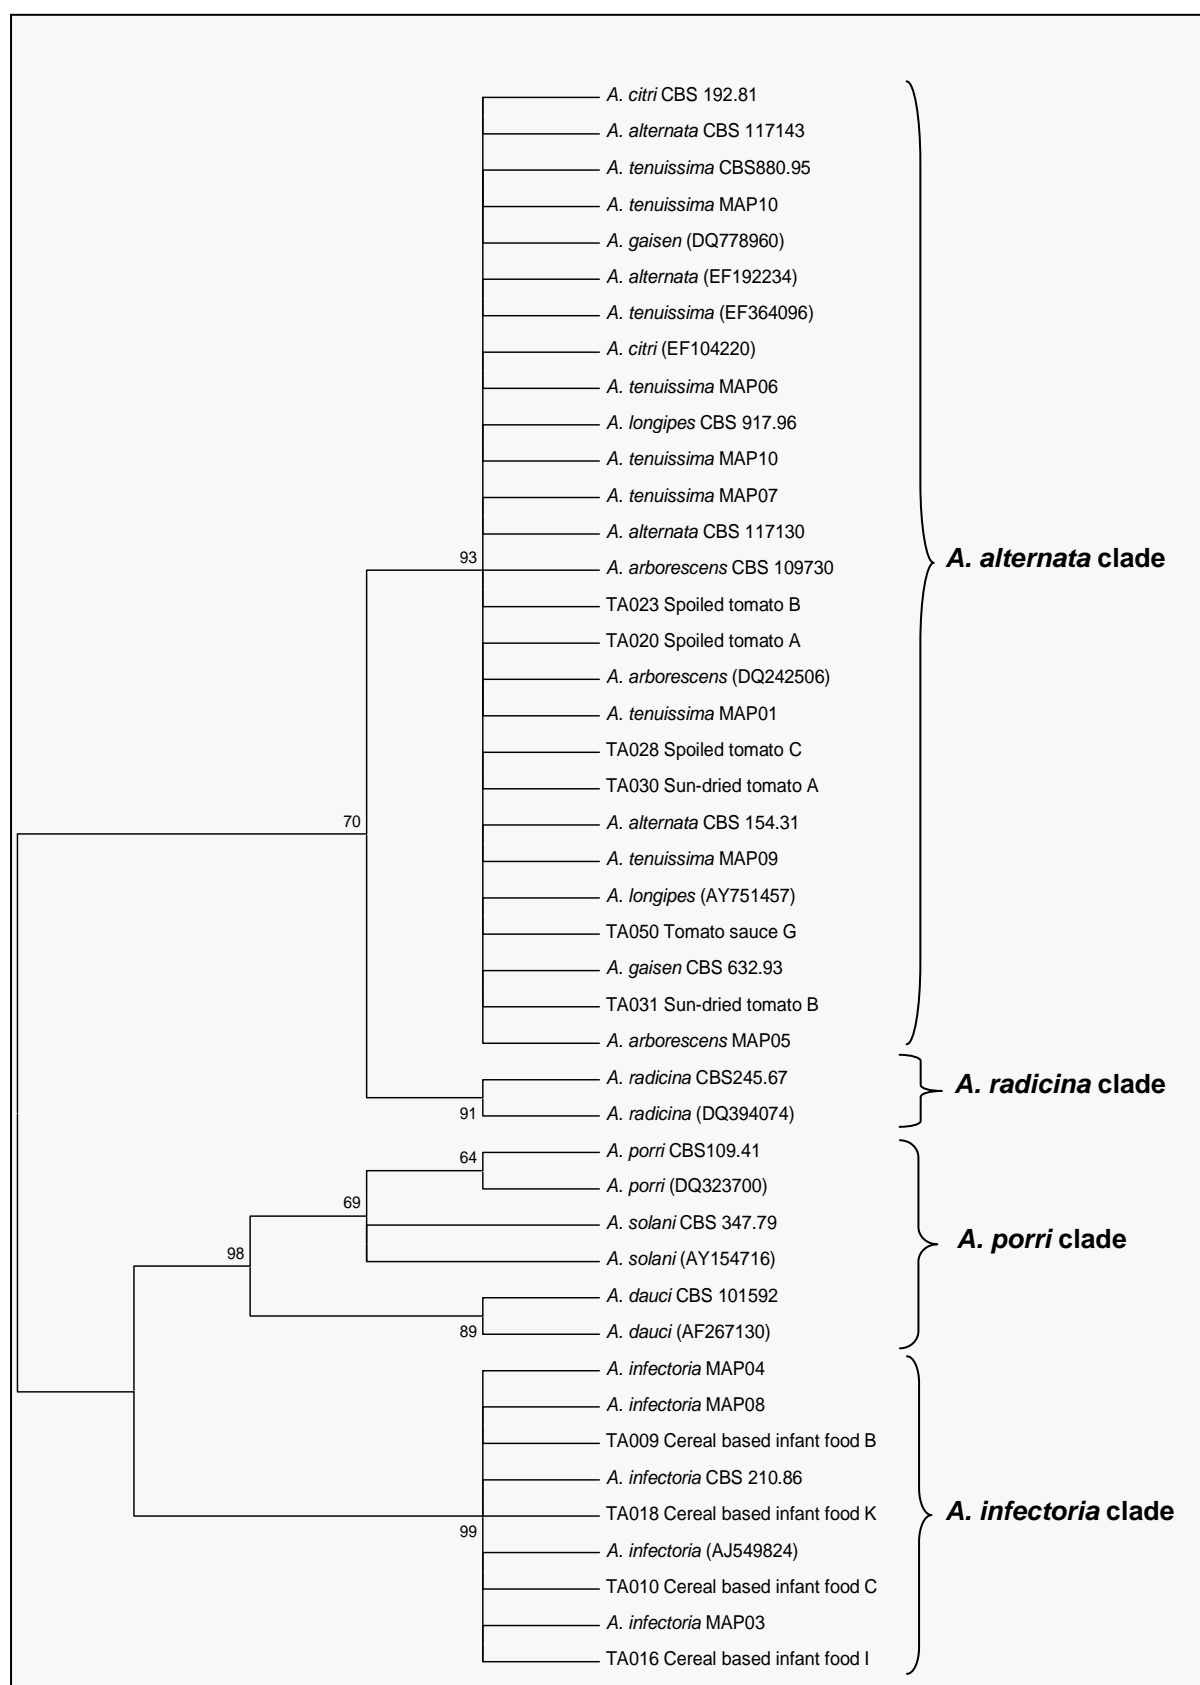 A. citri CBS 192.81
A. alternata CBS 117143
A. tenuissima CBS880.95
A. tenuissima MAP10
A. gaisen (DQ778960)
A. alternata (EF192234)
A. tenuissima (EF364096)
A. citri (EF104220)
A. tenuissima MAP06
A. longipes CBS 917.96
A. tenuissima MAP10
A. tenuissima MAP07
A. alternata CBS 117130
93
A. alternata clade
A. arborescens CBS 109730
TA023 Spoiled tomato B
TA020 Spoiled tomato A
A. arborescens (DQ242506)
A. tenuissima MAP01
TA028 Spoiled tomato C
TA030 Sun-dried tomato A
70
A. alternata CBS 154.31
A. tenuissima MAP09
A. longipes (AY751457)
TA050 Tomato sauce G
A. gaisen CBS 632.93
TA031 Sun-dried tomato B
A. arborescens MAP05
A. radicina CBS245.67
A. radicina clade
91
A. radicina (DQ394074)
A. porri CBS109.41
64
A. porri (DQ323700)
69
A. solani CBS 347.79
A. porri clade
98
A. solani (AY154716)
A. dauci CBS 101592
89
A. dauci (AF267130)
A. infectoria MAP04
A. infectoria MAP08
TA009 Cereal based infant food B
A. infectoria CBS 210.86
TA018 Cereal based infant food K
A. infectoria clade
99
A. infectoria (AJ549824)
TA010 Cereal based infant food C
A. infectoria MAP03
TA016 Cereal based infant food I